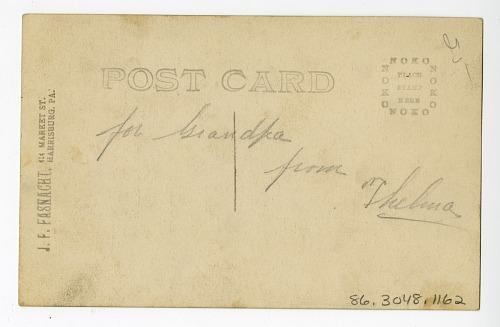 POST CARD
NOKO
NOKO
PLACE
STAMP
HERE
NOKO
NOKO
for Grandpa
from
Thelma
J. F. FASNACHT, 414 MARKET ST.
HARRISBURG, PA.
86.3048.1162